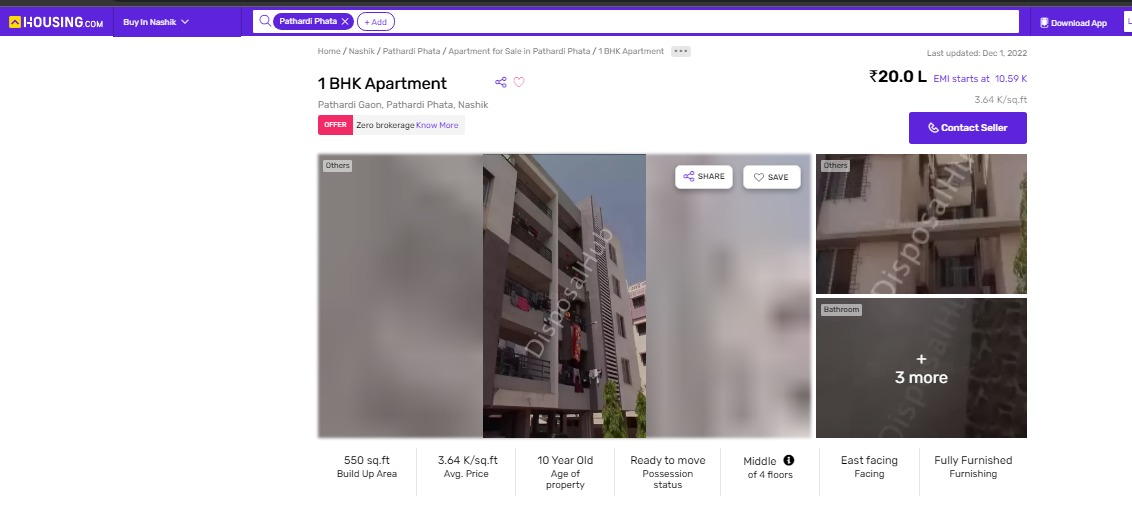 HOUSING.COM
Buy In Nashik
Pathardi Phata
+ Add
Download App
Home / Nashik / Pathardi Phata / Apartment for Sale in Pathardi Phata / 1 BHK Apartment
Last updated: Dec 1, 2022
1 BHK Apartment
₹20.0 L EMI starts at 10.59 K
Pathardi Gaon, Pathardi Phata, Nashik
3.64 K/sq.ft
OFFER Zero brokerage Know More
Contact Seller
Others
SHARE
SAVE
DisposalHub
Others
DisposalHub
Bathroom
+
3 more
DisposalHub
550 sq.ft
Build Up Area
3.64 K/sq.ft
Avg. Price
10 Year Old
Age of
property
Ready to move
Possession
status
Middle
of 4 floors
East facing
Facing
Fully Furnished
Furnishing